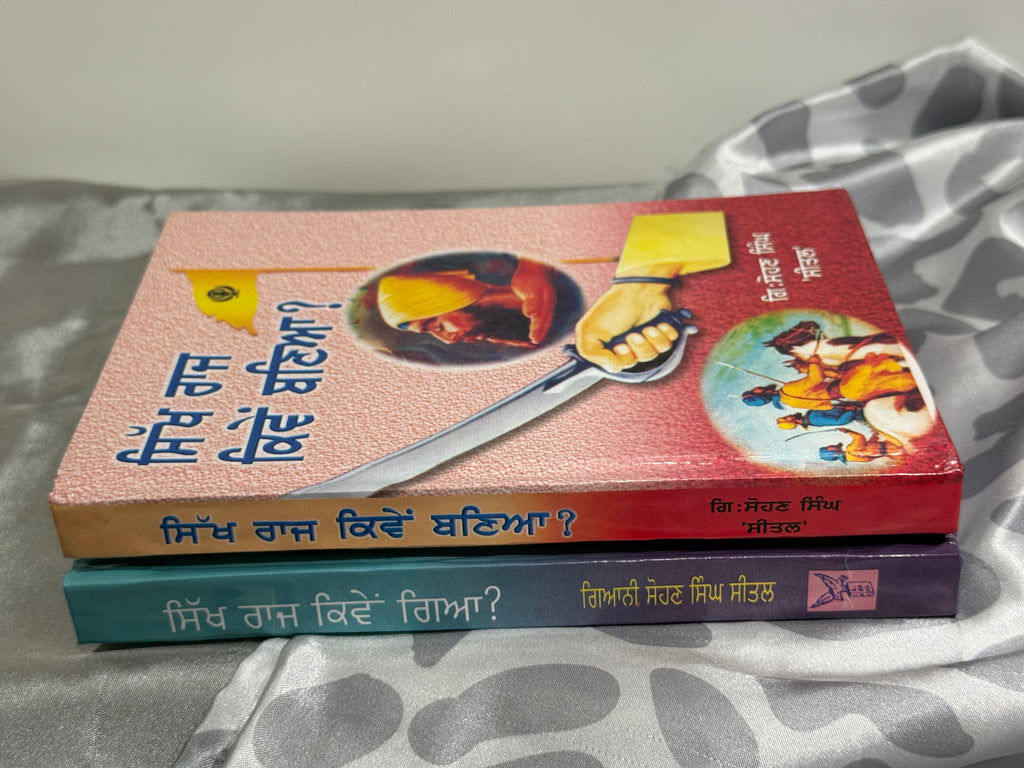 ਸਿੱਖ ਰਾਜ
ਕਿਵੇਂ ਬਣਿਆ?
ਗਿ:ਸੋਹਣ ਸਿੰਘ
'ਸੀਤਲ'
ਸਿੱਖ ਰਾਜ ਕਿਵੇਂ ਬਣਿਆ?
ਗਿ:ਸੋਹਣ ਸਿੰਘ
'ਸੀਤਲ'
ਸਿੱਖ ਰਾਜ ਕਿਵੇਂ ਗਿਆ?
ਗਿਆਨੀ ਸੋਹਣ ਸਿੰਘ ਸੀਤਲ